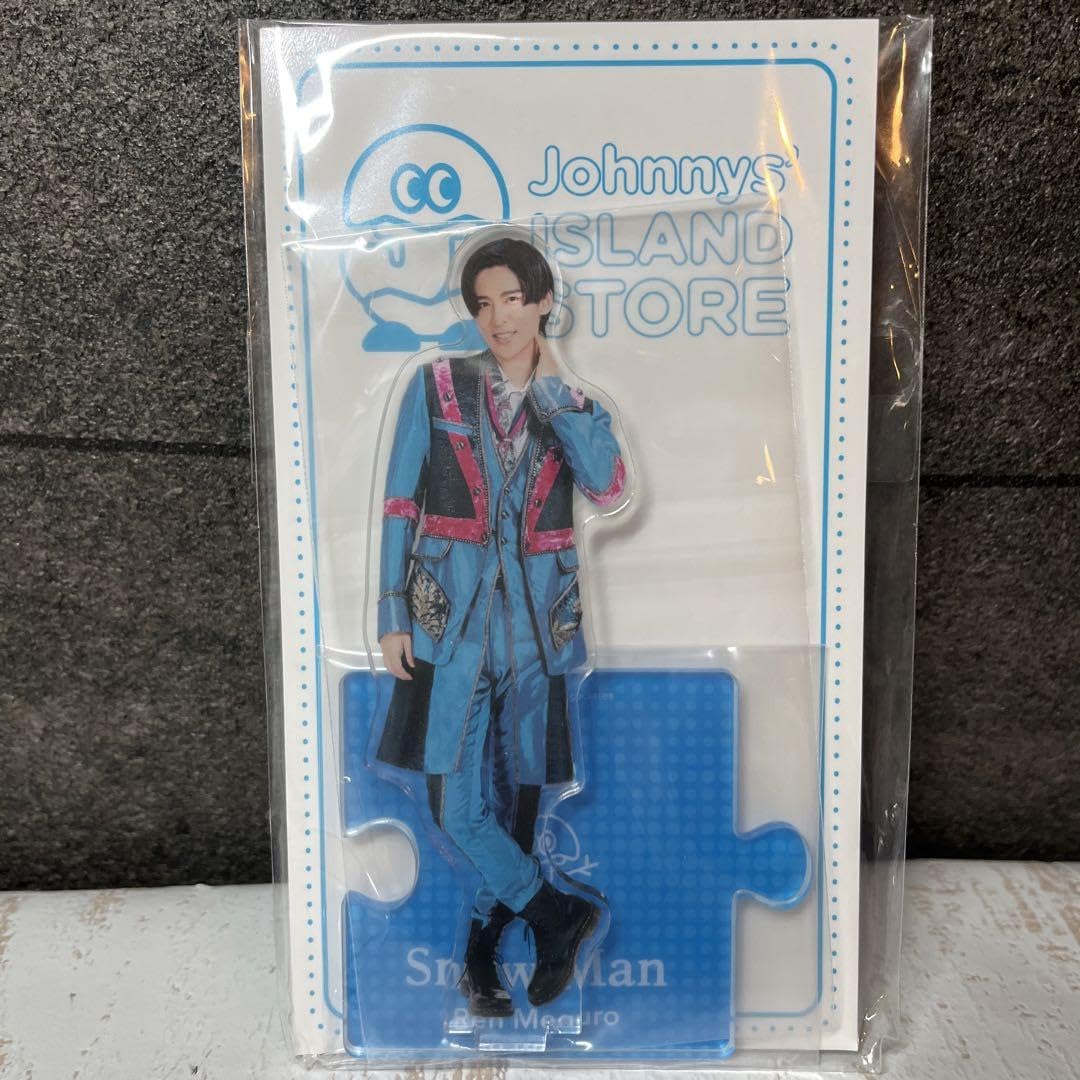 Johnnys'
ISLAND
STORE
Snow Man
Ren Meguro